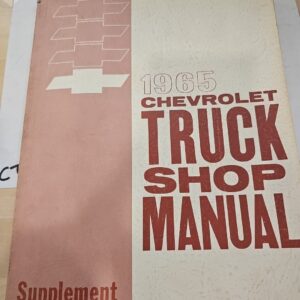 1965
CHEVROLET
TRUCK
SHOP
MANUAL
Supplement